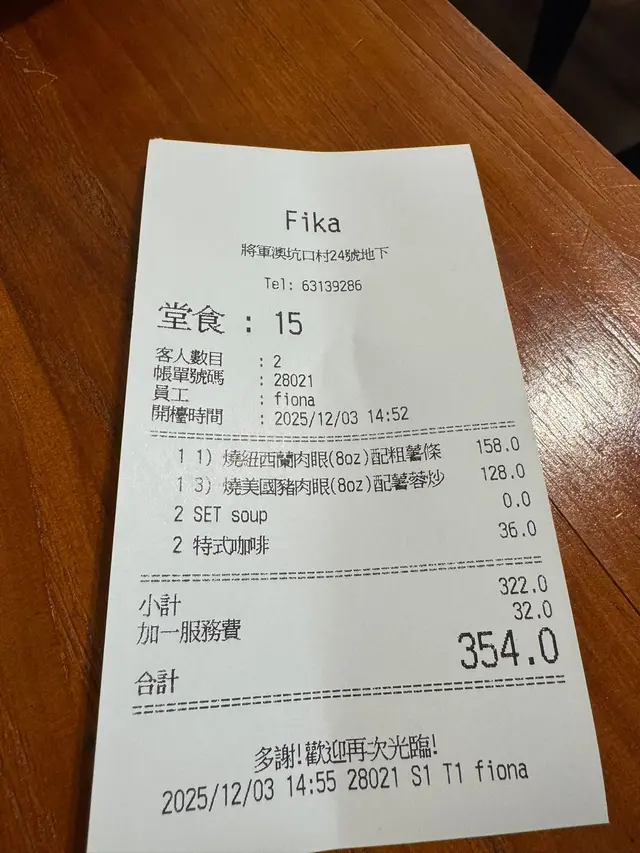 Fika
將軍澳坑口村24號地下
Tel: 63139286
堂食 : 15
客人數目 : 2
帳單號碼 : 28021
員工 : fiona
開檯時間 : 2025/12/03 14:52
1 1) 燒紐西蘭肉眼(8oz)配粗薯條 158.0
1 3) 燒美國豬肉眼(8oz)配薯蓉炒 128.0
2 SET soup 0.0
2 特式咖啡 36.0
小計 322.0
加一服務費 32.0
合計 354.0
多謝!歡迎再次光臨!
2025/12/03 14:55 28021 S1 T1 fiona